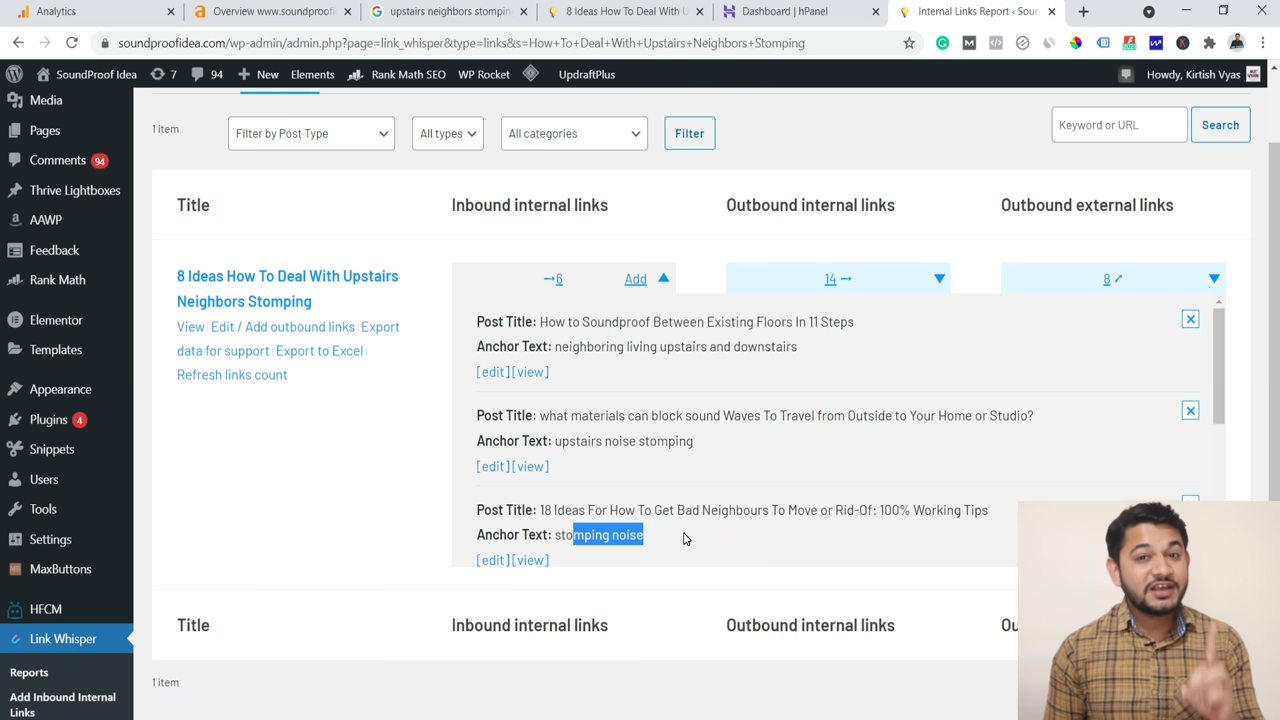 Analytics
Overview www.soundproofi
upstairs neighbors stomping
8 Ideas How To Deal With U
Dashboard | hPanel
Internal Links Report ‹ Soun
soundproofidea.com/wp-admin/admin.php?page=link_whisper&type=links&s=How+To+Deal+With+Upstairs+Neighbors+Stomping
SoundProof Idea
7
94
New
Elements
Rank Math SEO
WP Rocket
UpdraftPlus
Howdy, Kirtish Vyas
Media
Pages
Comments 94
Thrive Lightboxes
AAWP
Feedback
Rank Math
Elementor
Templates
Appearance
Plugins 4
Snippets
Users
Tools
Settings
MaxButtons
HFCM
Link Whisper
Reports
Add Inbound Internal
Links
1 item
Filter by Post Type
All types
All categories
Filter
Keyword or URL
Search
Title
Inbound internal links
Outbound internal links
Outbound external links
8 Ideas How To Deal With Upstairs
Neighbors Stomping
View | Edit / Add outbound links | Export
data for support | Export to Excel |
Refresh links count
→6
Add
14 →
8
Post Title: How to Soundproof Between Existing Floors In 11 Steps
Anchor Text: neighboring living upstairs and downstairs
[edit] [view]
Post Title: what materials can block sound Waves To Travel from Outside to Your Home or Studio?
Anchor Text: upstairs noise stomping
[edit] [view]
Post Title: 18 Ideas For How To Get Bad Neighbours To Move or Rid-Of: 100% Working Tips
Anchor Text: stomping noise
[edit] [view]
Title
Inbound internal links
Outbound internal links
Ou
1 item